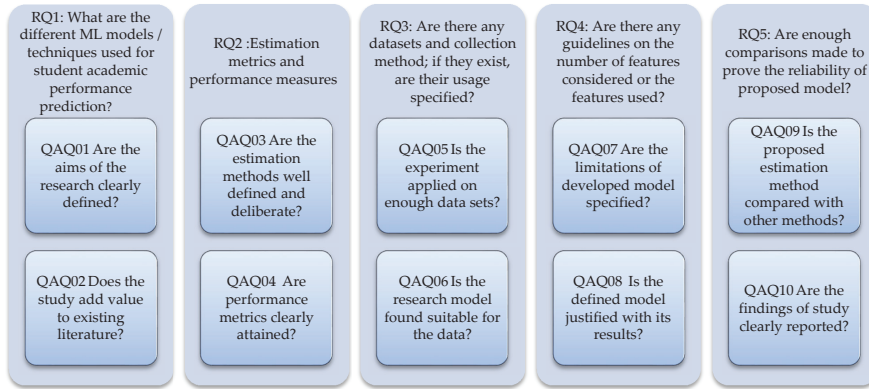 RQ1: What are the
different ML models /
techniques used for
student academic
performance
prediction?
QAQ01 Are the
aims of the
research clearly
defined?
QAQ02 Does the
study add value
to existing
literature?
RQ2 :Estimation
metrics and
performance measures
QAQ03 Are the
estimation
methods well
defined and
deliberate?
QAQ04 Are
performance
metrics clearly
attained?
RQ3: Are there any
datasets and collection
method; if they exist,
are their usage
specified?
QAQ05 Is the
experiment
applied on
enough data sets?
QAQ06 Is the
research model
found suitable for
the data?
RQ4: Are there any
guidelines on the
number of features
considered or the
features used?
QAQ07 Are the
limitations of
developed model
specified?
QAQ08 Is the
defined model
justified with its
results?
RQ5: Are enough
comparisons made to
prove the reliability of
proposed model?
QAQ09 Is the
proposed
estimation
method
compared with
other methods?
QAQ10 Are the
findings of study
clearly reported?